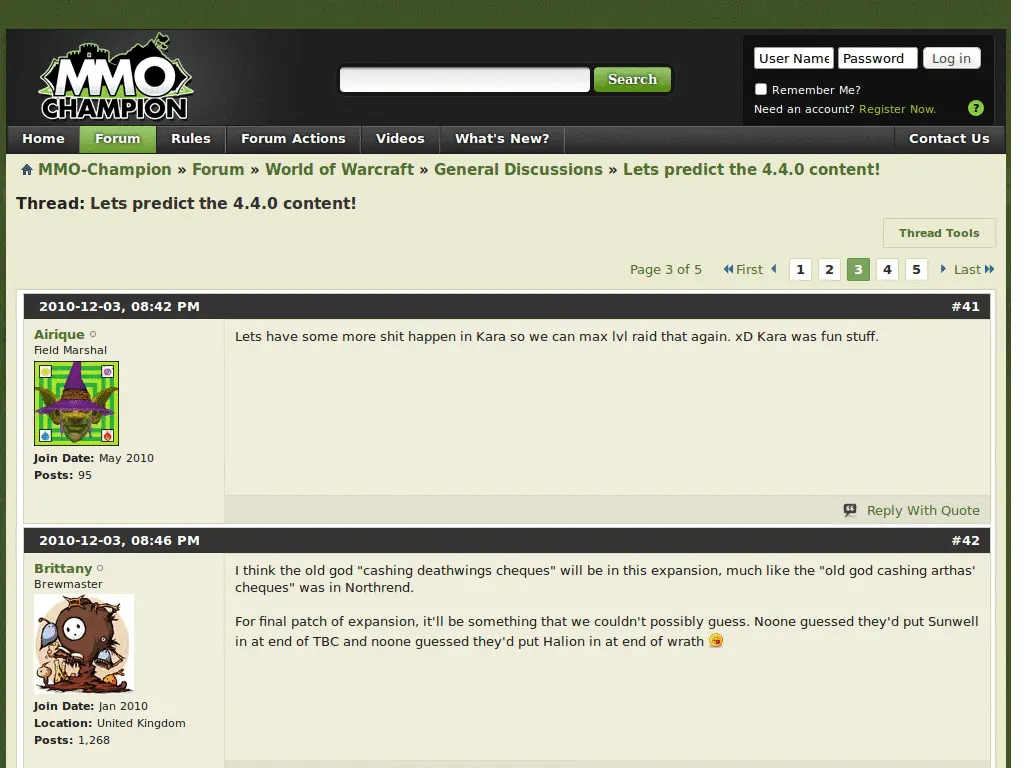 MMO
CHAMPION
Search
User Name
Password
Log in
Remember Me?
Need an account? Register Now.
?
Home
Forum
Rules
Forum Actions
Videos
What's New?
Contact Us
MMO-Champion » Forum » World of Warcraft » General Discussions » Lets predict the 4.4.0 content!
Thread: Lets predict the 4.4.0 content!
Thread Tools
Page 3 of 5 First 1 2 3 4 5 Last
2010-12-03, 08:42 PM #41
Airique
Field Marshal
Join Date: May 2010
Posts: 95
Lets have some more shit happen in Kara so we can max lvl raid that again. xD Kara was fun stuff.
Reply With Quote
2010-12-03, 08:46 PM #42
Brittany
Brewmaster
Join Date: Jan 2010
Location: United Kingdom
Posts: 1,268
I think the old god "cashing deathwings cheques" will be in this expansion, much like the "old god cashing arthas'
cheques" was in Northrend.
For final patch of expansion, it'll be something that we couldn't possibly guess. Noone guessed they'd put Sunwell
in at end of TBC and noone guessed they'd put Halion in at end of wrath